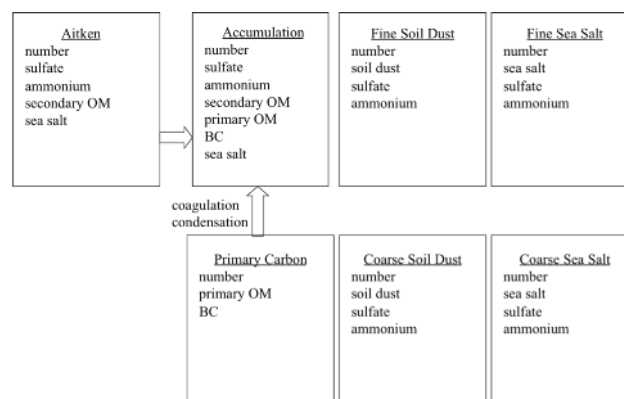 Aitken
number
sulfate
ammonium
secondary OM
sea salt
Accumulation
number
sulfate
ammonium
secondary OM
primary OM
BC
sea salt
Fine Soil Dust
number
soil dust
sulfate
ammonium
Fine Sea Salt
number
sea salt
sulfate
ammonium
coagulation
condensation
Primary Carbon
number
primary OM
BC
Coarse Soil Dust
number
soil dust
sulfate
ammonium
Coarse Sea Salt
number
sea salt
sulfate
ammonium